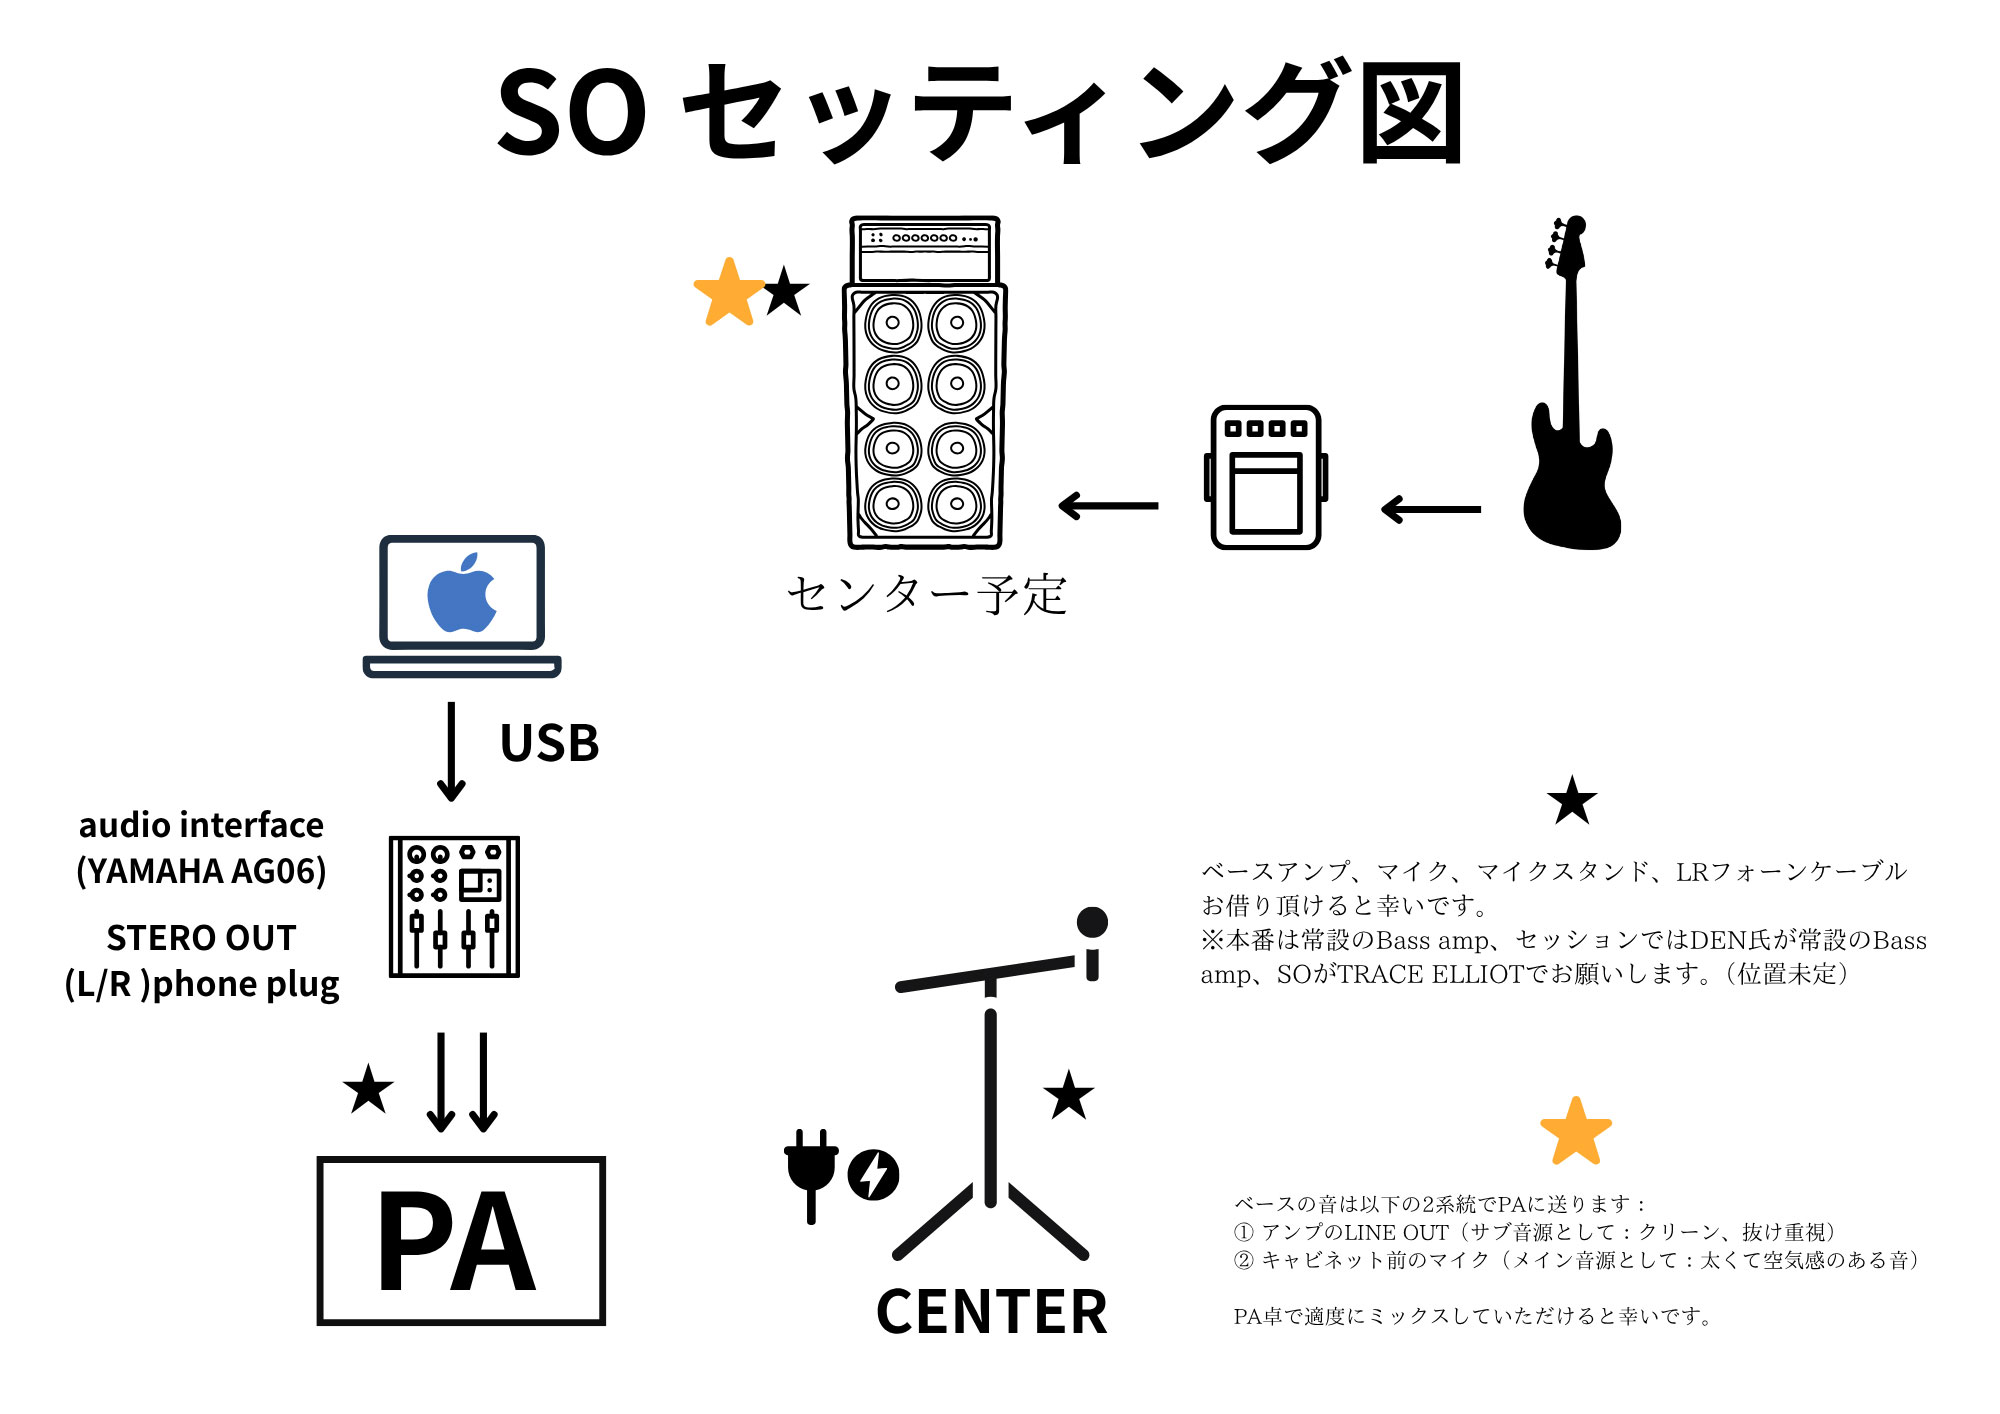 SO セッティング図
センター予定
USB
audio interface
(YAMAHA AG06)
STERO OUT
(L/R )phone plug
PA
CENTER
ベースアンプ、マイク、マイクスタンド、LRフォーンケーブル
お借り頂けると幸いです。
※本番は常設のBass amp、セッションではDEN氏が常設のBass
amp、SOがTRACE ELLIOTでお願いします。（位置未定）
ベースの音は以下の2系統でPAに送ります：
① アンプのLINE OUT（サブ音源として：クリーン、抜け重視）
② キャビネット前のマイク（メイン音源として：太くて空気感のある音）
PA卓で適度にミックスしていただけると幸いです。